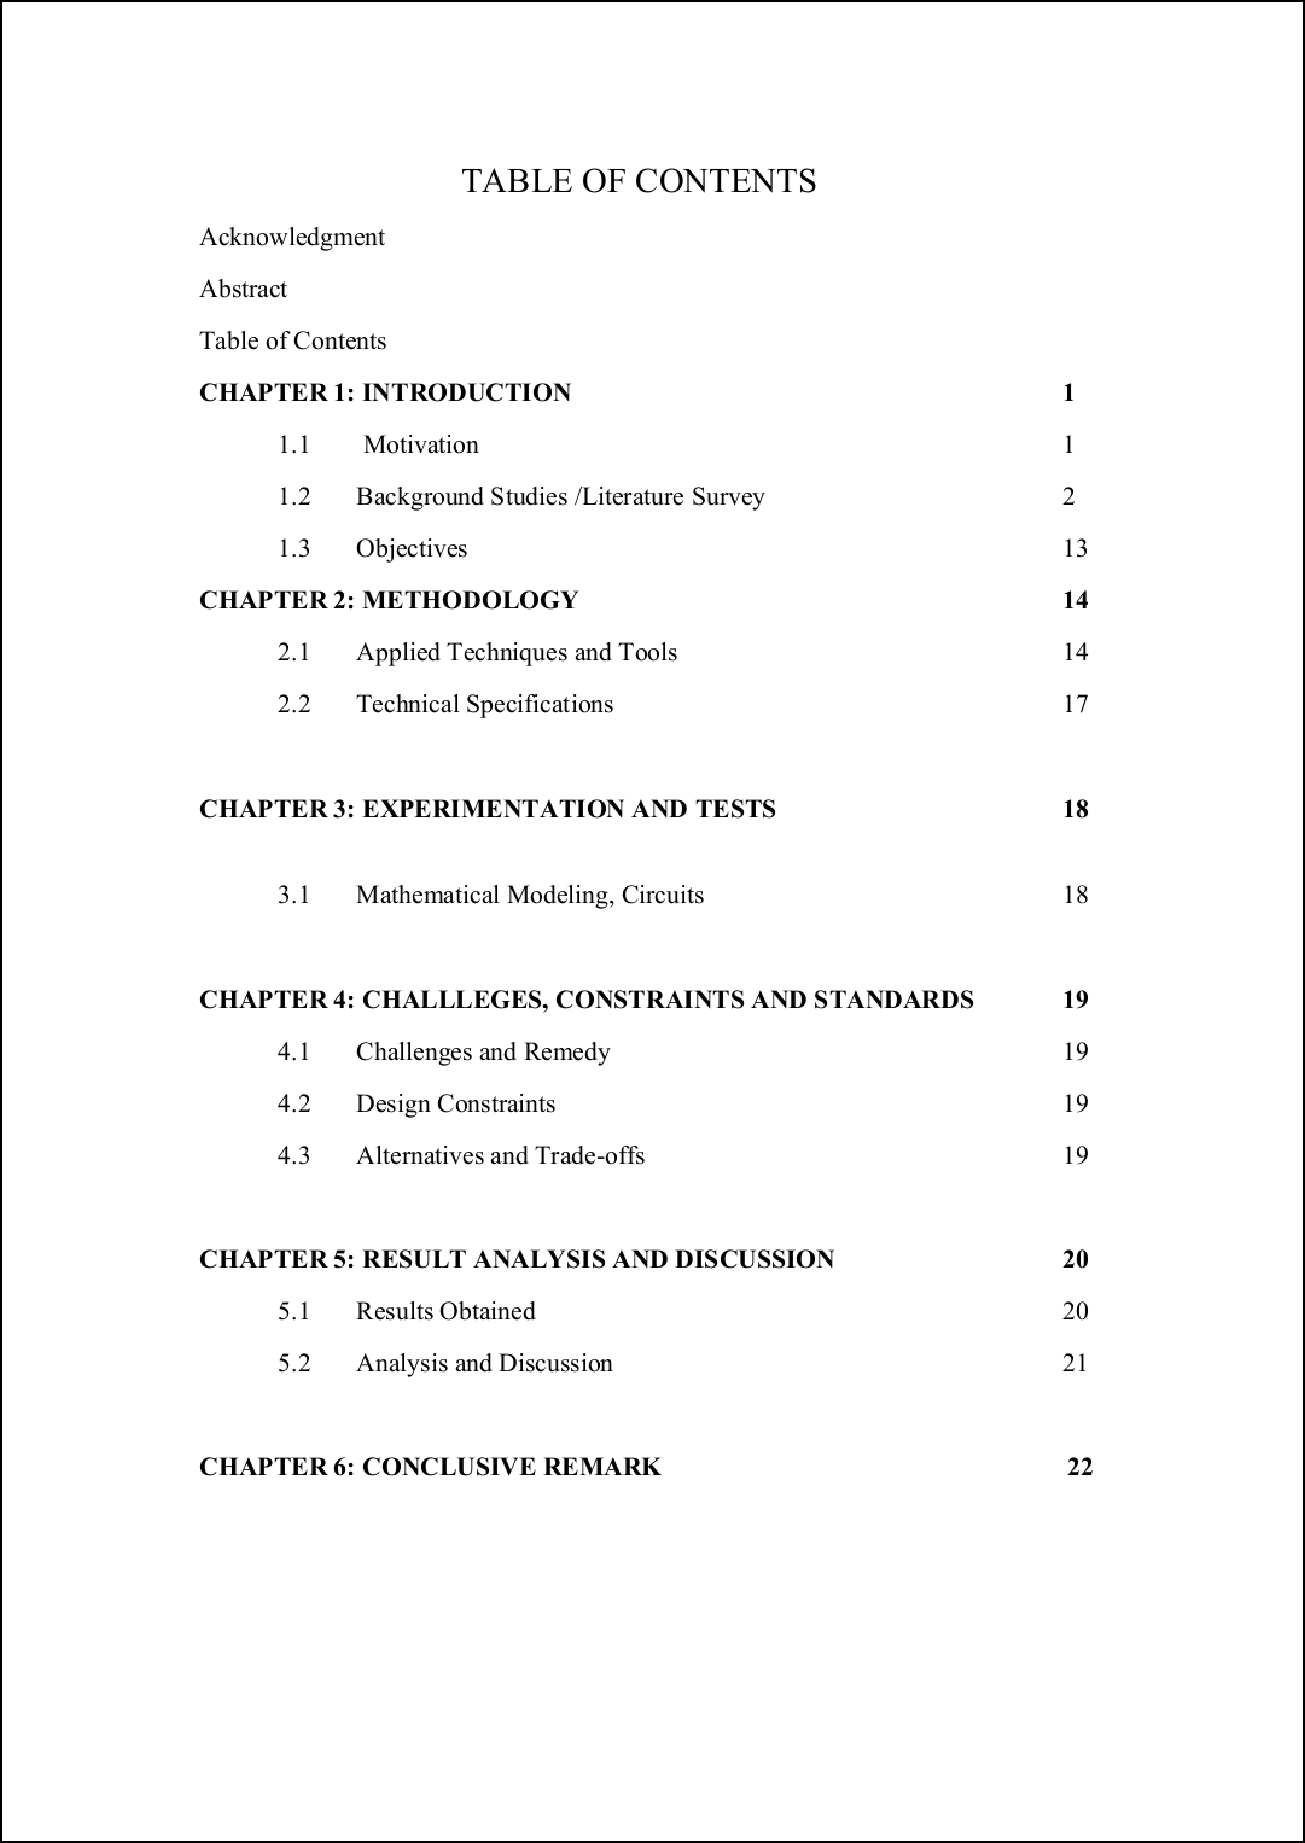 TABLE OF CONTENTS
Acknowledgment
Abstract
Table of Contents
CHAPTER 1: INTRODUCTION 1
1.1 Motivation 1
1.2 Background Studies /Literature Survey 2
1.3 Objectives 13
CHAPTER 2: METHODOLOGY 14
2.1 Applied Techniques and Tools 14
2.2 Technical Specifications 17
CHAPTER 3: EXPERIMENTATION AND TESTS 18
3.1 Mathematical Modeling, Circuits 18
CHAPTER 4: CHALLLEGES, CONSTRAINTS AND STANDARDS 19
4.1 Challenges and Remedy 19
4.2 Design Constraints 19
4.3 Alternatives and Trade-offs 19
CHAPTER 5: RESULT ANALYSIS AND DISCUSSION 20
5.1 Results Obtained 20
5.2 Analysis and Discussion 21
CHAPTER 6: CONCLUSIVE REMARK 22